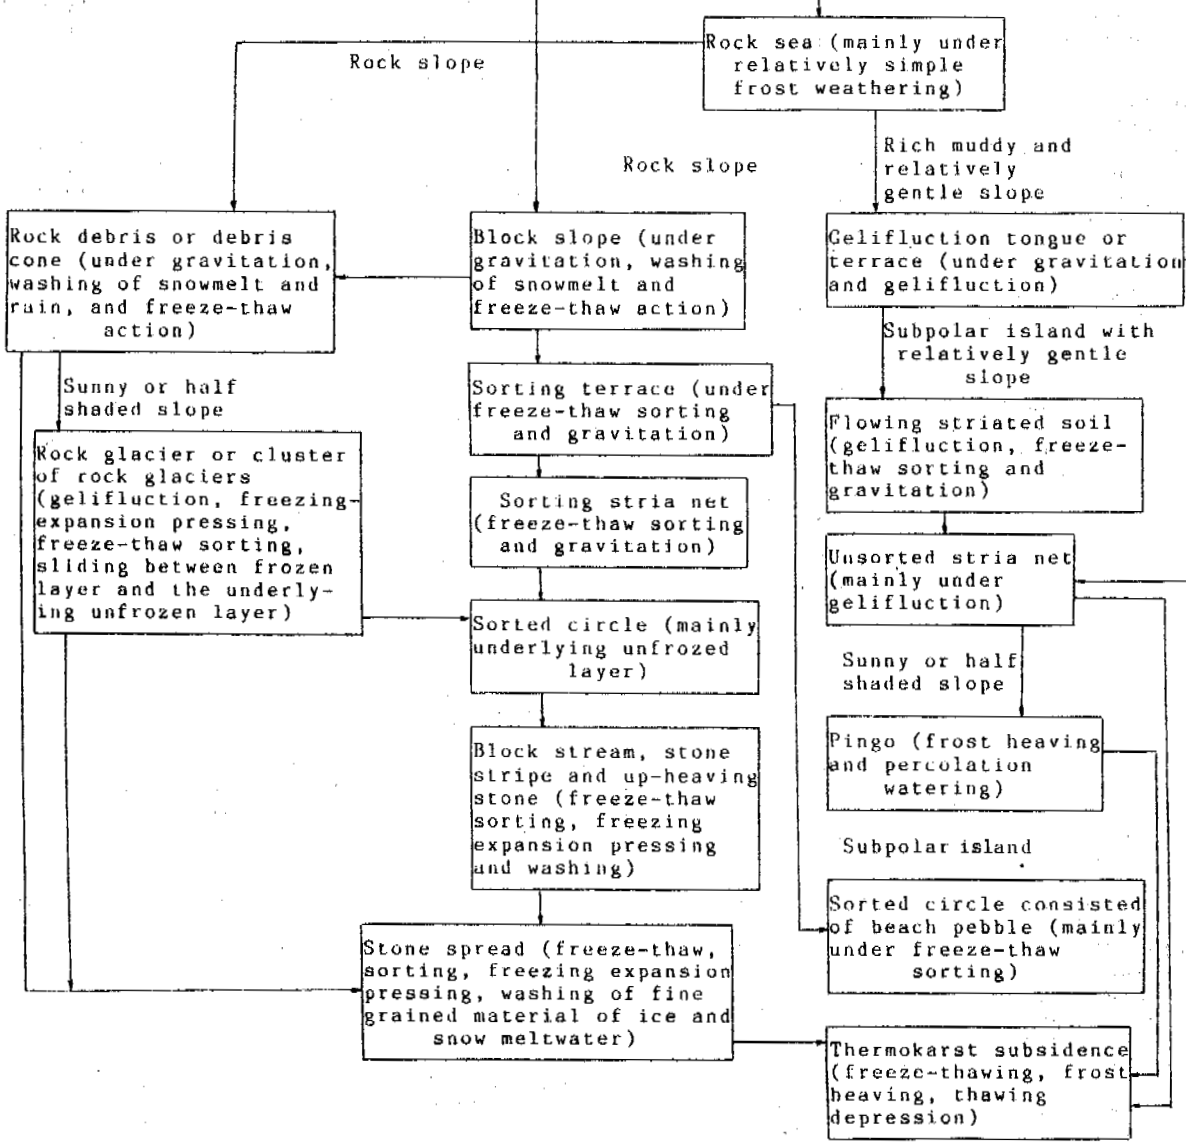 Rock sea (mainly under
relatively simple
frost weathering)
Rock slope
Rich muddy and
relatively
gentle slope
Rock slope
Rock debris or debris
cone (under gravitation,
washing of snowmelt and
rain, and freeze-thaw
action)
Block slope (under
gravitation, washing
of snowmelt and
freeze-thaw action)
Gelifluction tongue or
terrace (under gravitation
and gelifluction)
Subpolar island with
relatively gentle
slope
Sunny or half
shaded slope
Sorting terrace (under
freeze-thaw sorting
and gravitation)
Flowing striated soil
(gelifluction, freeze-
thaw sorting and
gravitation)
Rock glacier or cluster
of rock glaciers
(gelifluction, freezing-
expansion pressing,
freeze-thaw sorting,
sliding between frozen
layer and the underly-
ing unfrozen layer)
Sorting stria net
(freeze-thaw sorting
and gravitation)
Unsorted stria net
(mainly under
gelifluction)
Sorted circle (mainly
underlying unfrozed
layer)
Sunny or half
shaded slope
Block stream, stone
stripe and up-heaving
stone (freeze-thaw
sorting, freezing
expansion pressing
and washing)
Pingo (frost heaving
and percolation
watering)
Subpolar island
Sorted circle consisted
of beach pebble (mainly
under freeze-thaw
sorting)
Stone spread (freeze-thaw,
sorting, freezing expansion
pressing, washing of fine
grained material of ice and
snow meltwater)
Thermokarst subsidence
(freeze-thawing, frost
heaving, thawing
depression)